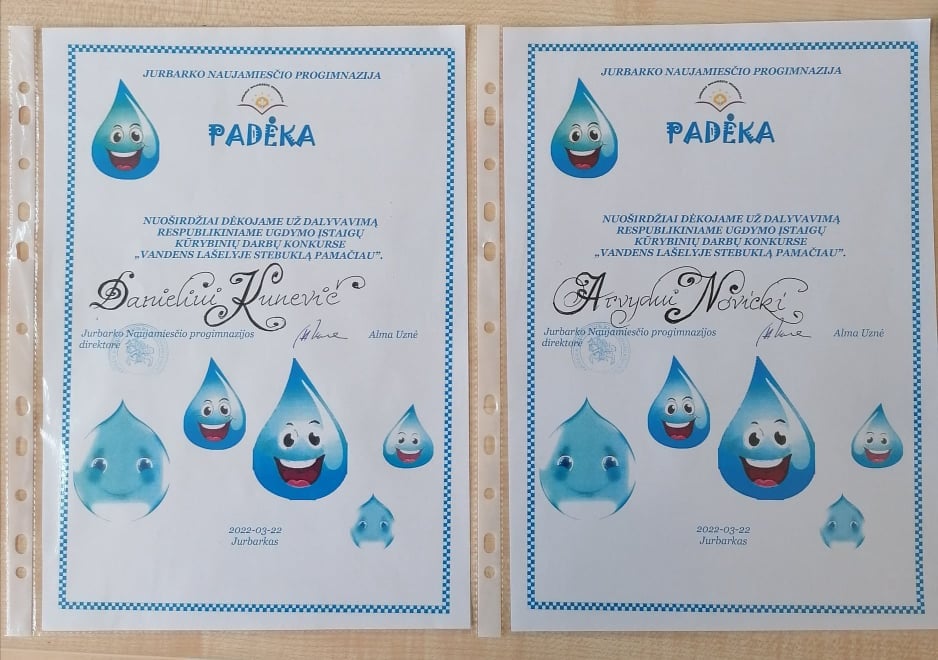 JURBARKO NAUJAMIESČIO PROGIMNAZIJA
PADĖKA
NUOŠIRDŽIAI DĖKOJAME UŽ DALYVAVIMĄ
RESPUBLIKINIAME UGDYMO ĮSTAIGŲ
KŪRYBINIŲ DARBŲ KONKURSE
„VANDENS LAŠELYJE STEBUKLĄ PAMAČIAU”.
Danieliui Kunevič
Jurbarko Naujamiesčio progimnazijos
direktorė
Alma Uznė
2022-03-22
Jurbarkas
JURBARKO NAUJAMIESČIO PROGIMNAZIJA
PADĖKA
NUOŠIRDŽIAI DĖKOJAME UŽ DALYVAVIMĄ
RESPUBLIKINIAME UGDYMO ĮSTAIGŲ
KŪRYBINIŲ DARBŲ KONKURSE
„VANDENS LAŠELYJE STEBUKLĄ PAMAČIAU”.
Arvydui Novicki
Jurbarko Naujamiesčio progimnazijos
direktorė
Alma Uznė
2022-03-22
Jurbarkas